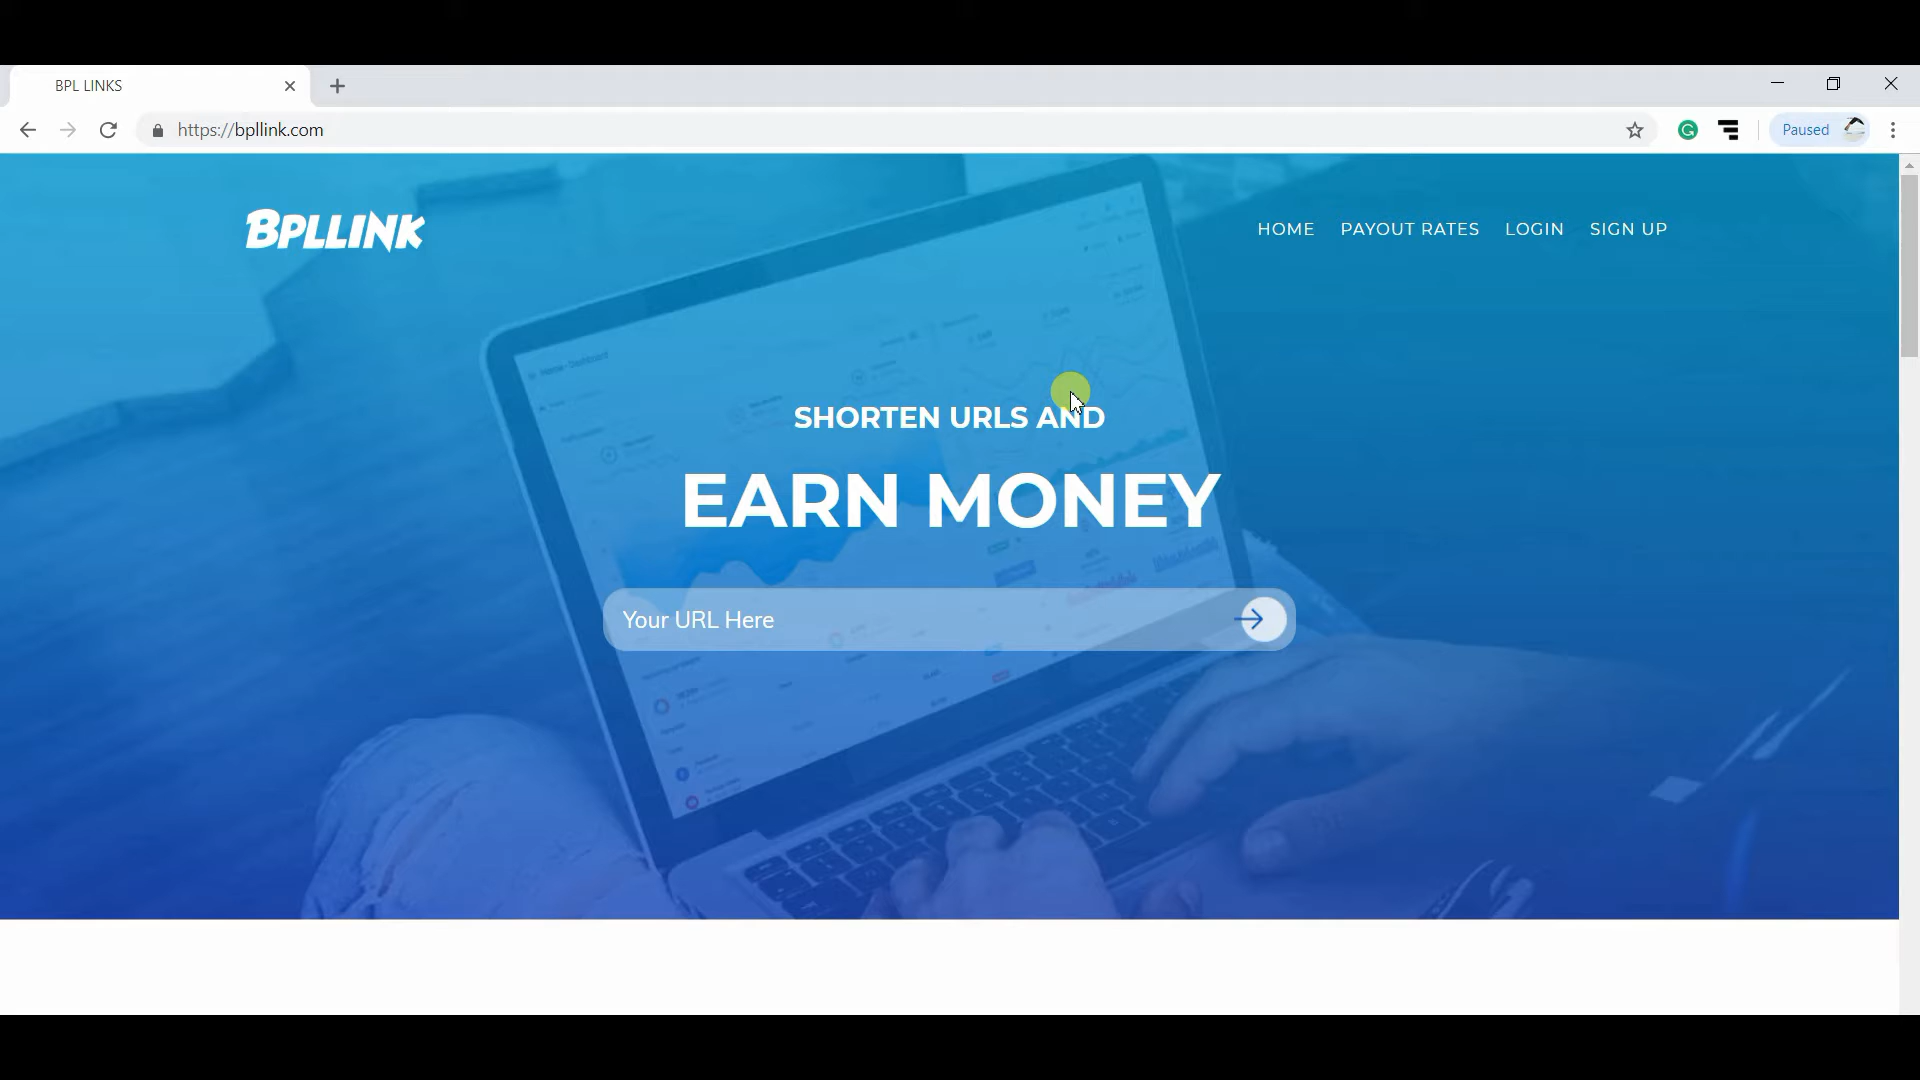 BPL LINKS
https://bpllink.com
Paused
BPLLINK
HOME PAYOUT RATES LOGIN SIGN UP
SHORTEN URLS AND
EARN MONEY
Your URL Here